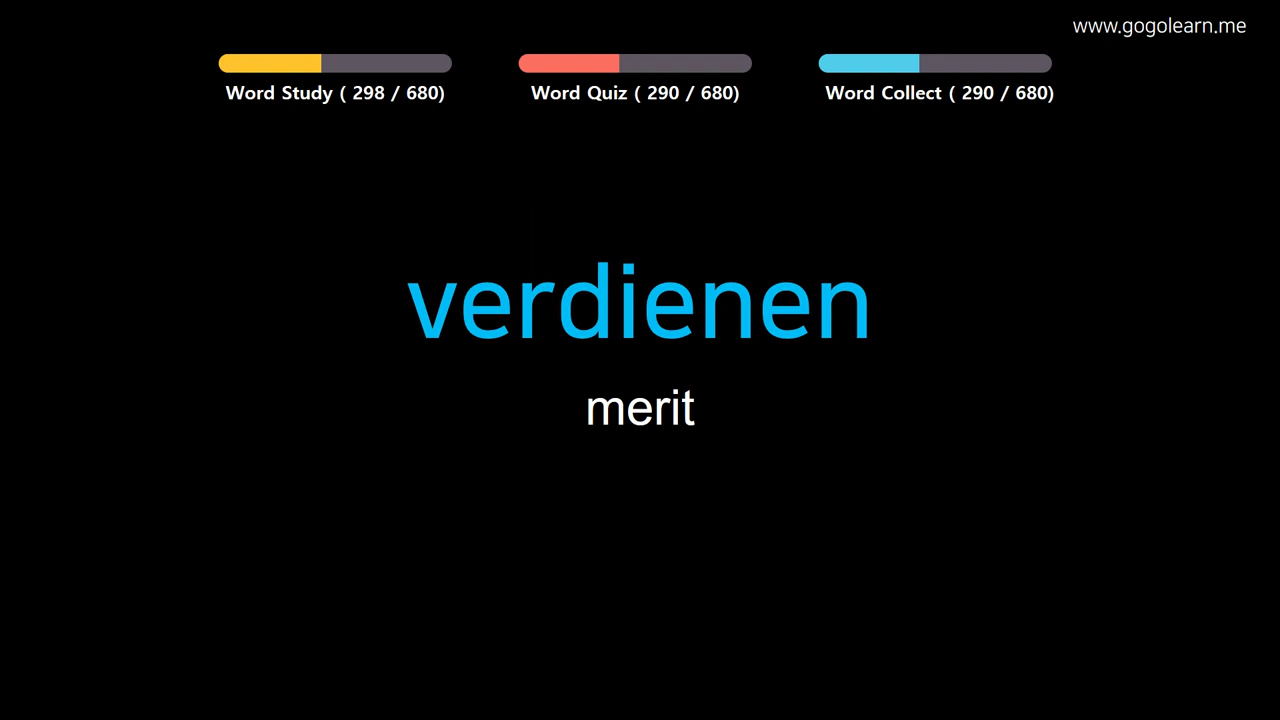 www.gogolearn.me
Word Study ( 298 / 680)
Word Quiz ( 290 / 680)
Word Collect ( 290 / 680)
verdienen
merit